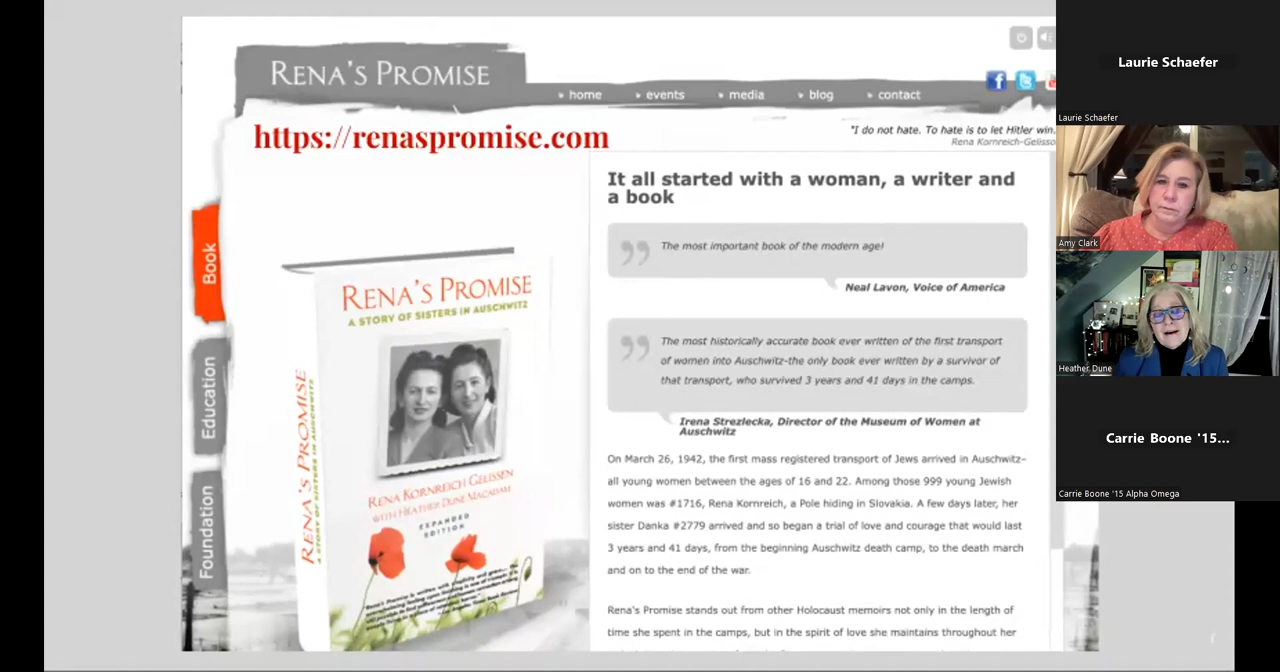 RENA'S PROMISE
» home
» events
» media
» blog
» contact
https://renaspromise.com
"I do not hate. To hate is to let Hitler win.
Rena Kornreich-Gelisso
Book
Education
Foundation
RENA'S PROMISE
A STORY OF SISTERS IN AUSCHWITZ
RENA KORNREICH GELISSEN
WITH HEATHER DUNE MACADAM
EXPANDED
EDITION
RENA'S PROMISE
A STORY OF SISTERS IN AUSCHWITZ
It all started with a woman, a writer and
a book
The most important book of the modern age!
Neal Lavon, Voice of America
The most historically accurate book ever written of the first transport
of women into Auschwitz-the only book ever written by a survivor of
that transport, who survived 3 years and 41 days in the camps.
Irena Strezlecka, Director of the Museum of Women at
Auschwitz
On March 26, 1942, the first mass registered transport of Jews arrived in Auschwitz–
all young women between the ages of 16 and 22. Among those 999 young Jewish
women was #1716, Rena Kornreich, a Pole hiding in Slovakia. A few days later, her
sister Danka #2779 arrived and so began a trial of love and courage that would last
3 years and 41 days, from the beginning Auschwitz death camp, to the death march
and on to the end of the war.
Rena's Promise stands out from other Holocaust memoirs not only in the length of
time she spent in the camps, but in the spirit of love she maintains throughout her
Laurie Schaefer
Laurie Schaefer
Amy Clark
Heather Dune
Carrie Boone '15...
Carrie Boone '15 Alpha Omega